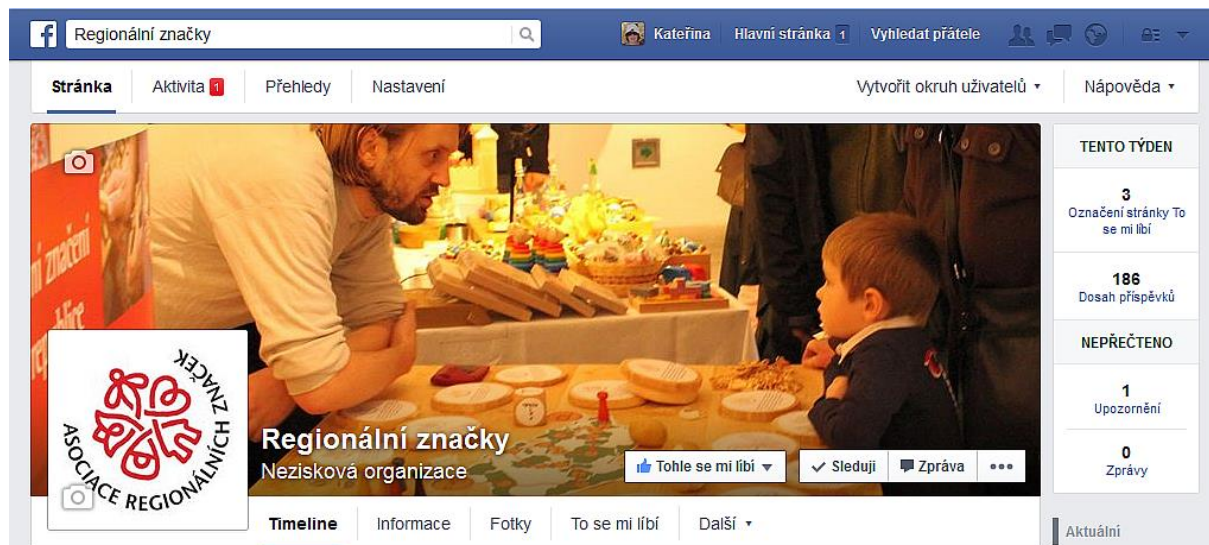 Regionální značky
Kateřina
Hlavní stránka 1
Vyhledat přátele
Stránka
Aktivita 1
Přehledy
Nastavení
Vytvořit okruh uživatelů
Nápověda
TENTO TÝDEN
3
Označení stránky To
se mi líbí
186
Dosah příspěvků
NEPŘEČTENO
1
Upozornění
0
Zprávy
Aktuální
značení
ASOCIACE REGIONÁLNÍCH ZNAČEK
Regionální značky
Nezisková organizace
Tohle se mi líbí
Sleduji
Zpráva
Timeline
Informace
Fotky
To se mi líbí
Další